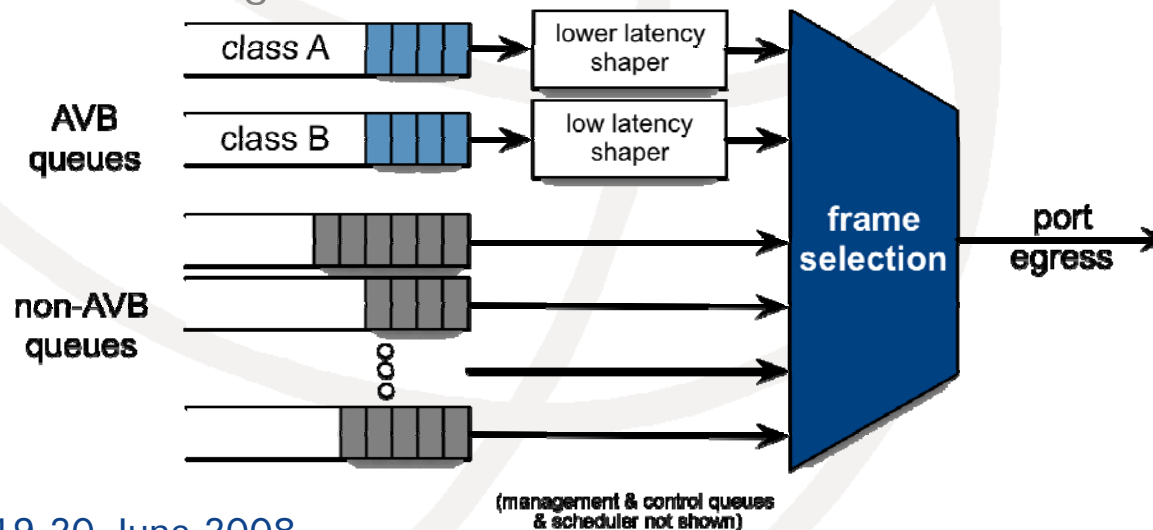 class A
lower latency
shaper
AVB
queues
class B
low latency
shaper
frame
selection
port
egress
non-AVB
queues
(management & control queues
& scheduler not shown)
19-20 June 2008